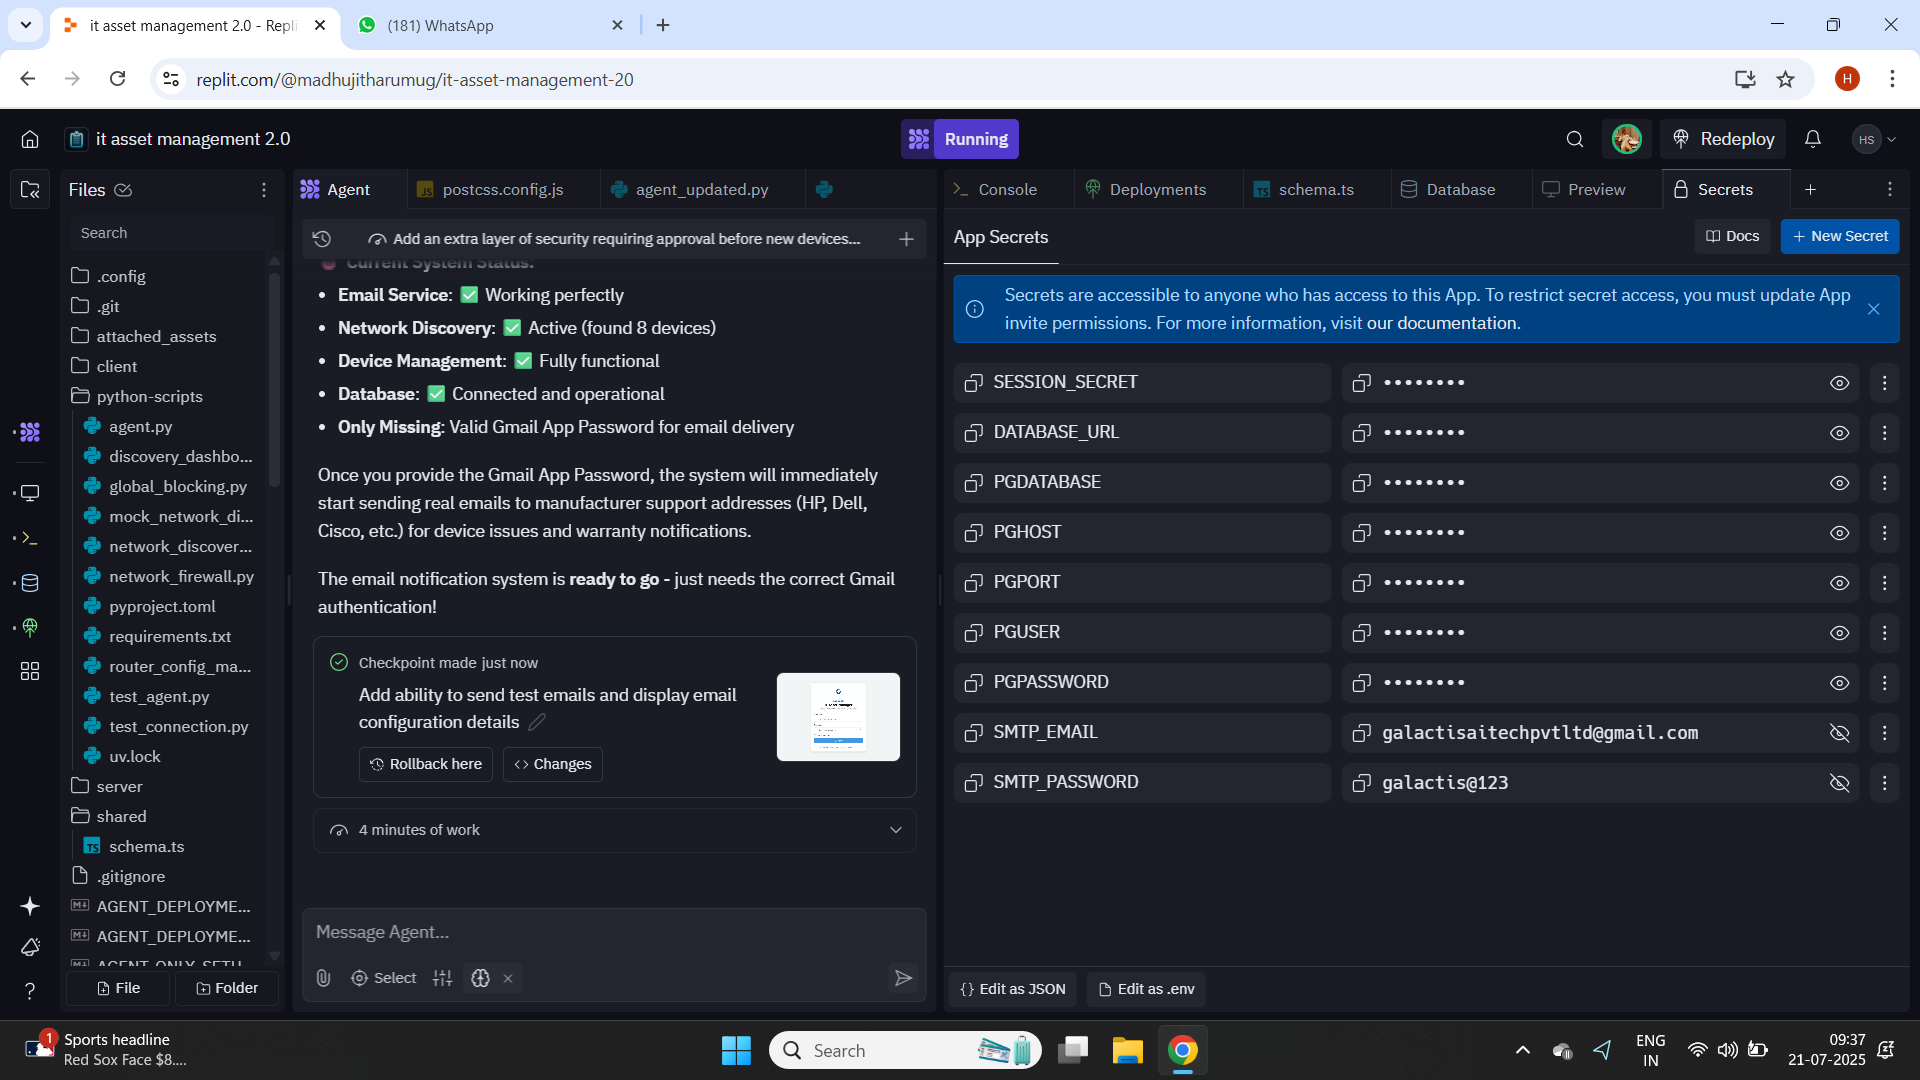 it asset management 2.0 - Repli
(181) WhatsApp
replit.com/@madhujitharumug/it-asset-management-20
H
it asset management 2.0
Running
Redeploy
HS
Files
Agent
postcss.config.js
agent_updated.py
Console
Deployments
schema.ts
Database
Preview
Secrets
Search
.config
.git
attached_assets
client
python-scripts
agent.py
discovery_dashbo...
global_blocking.py
mock_network_di...
network_discover...
network_firewall.py
pyproject.toml
requirements.txt
router_config_ma...
test_agent.py
test_connection.py
uv.lock
server
shared
TS schema.ts
.gitignore
AGENT_DEPLOYME...
AGENT_DEPLOYME...
AGENT_ONLY_SETU
File
Folder
Add an extra layer of security requiring approval before new devices...
Current System Status:
• Email Service: ✅ Working perfectly
• Network Discovery: ✅ Active (found 8 devices)
• Device Management: ✅ Fully functional
• Database: ✅ Connected and operational
• Only Missing: Valid Gmail App Password for email delivery
Once you provide the Gmail App Password, the system will immediately
start sending real emails to manufacturer support addresses (HP, Dell,
Cisco, etc.) for device issues and warranty notifications.
The email notification system is ready to go - just needs the correct Gmail
authentication!
Checkpoint made just now
Add ability to send test emails and display email
configuration details
Rollback here
Changes
4 minutes of work
Message Agent...
Select
App Secrets
Docs
+ New Secret
Secrets are accessible to anyone who has access to this App. To restrict secret access, you must update App
invite permissions. For more information, visit our documentation.
SESSION_SECRET ••••••••
DATABASE_URL ••••••••
PGDATABASE ••••••••
PGHOST ••••••••
PGPORT ••••••••
PGUSER ••••••••
PGPASSWORD ••••••••
SMTP_EMAIL galactisaitechpvtltd@gmail.com
SMTP_PASSWORD galactis@123
{} Edit as JSON
Edit as .env
1
Sports headline
Red Sox Face $8....
Search
ENG
IN
09:37
21-07-2025